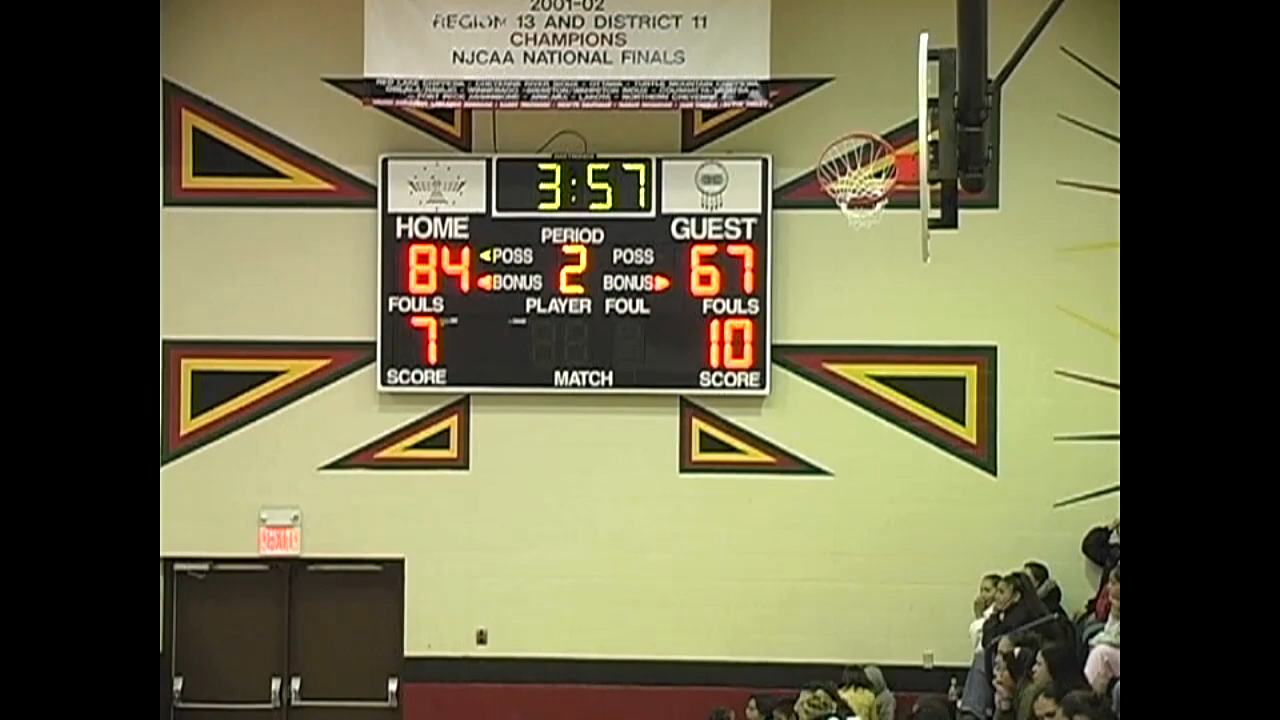 2001-02
REGION 13 AND DISTRICT 11
CHAMPIONS
NJCAA NATIONAL FINALS
3:57
HOME PERIOD GUEST
84 POSS 2 POSS 67
BONUS BONUS
FOULS PLAYER FOUL FOULS
7 10
SCORE MATCH SCORE
EXIT